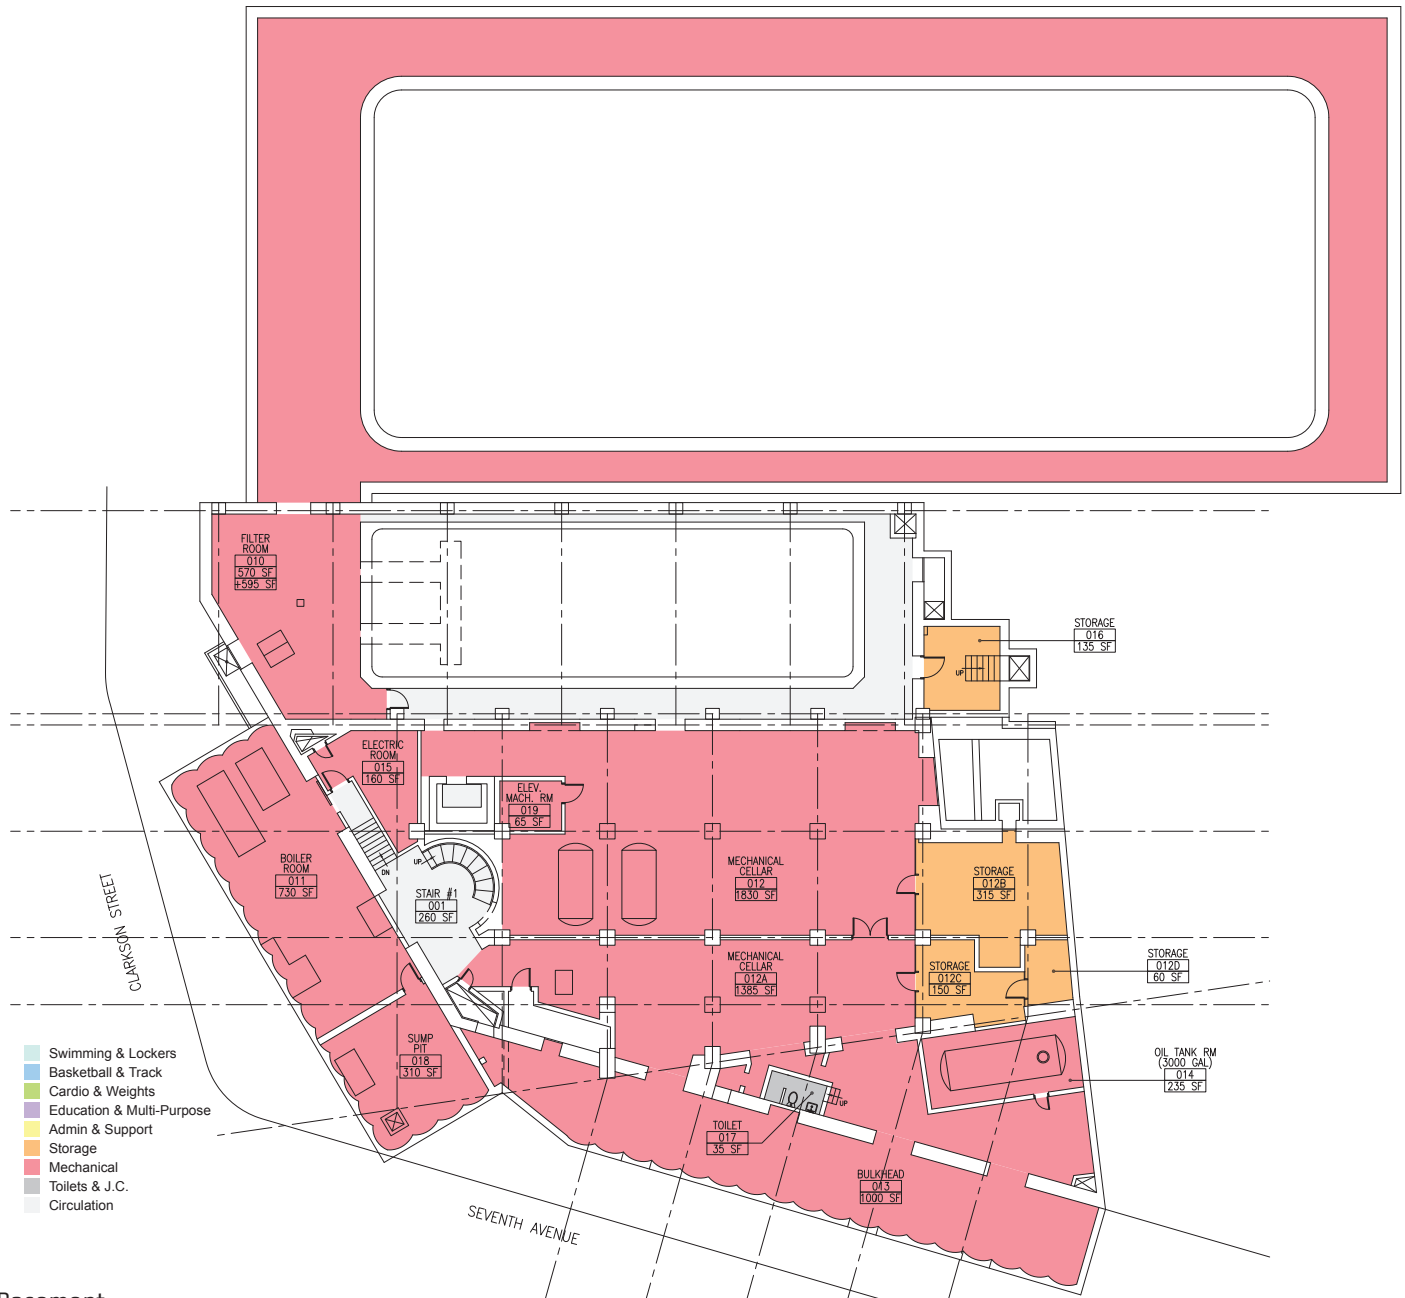 FILTER
ROOM
010
570 SF
+595 SF
STORAGE
016
135 SF
UP
ELECTRIC
ROOM
015
160 SF
ELEV.
MACH. RM
019
65 SF
BOILER
ROOM
011
730 SF
DN
UP
STAIR #1
001
260 SF
MECHANICAL
CELLAR
012
1830 SF
STORAGE
012B
315 SF
CLARKSON STREET
MECHANICAL
CELLAR
012A
1385 SF
STORAGE
012C
150 SF
STORAGE
012D
60 SF
SUMP
PIT
018
310 SF
OIL TANK RM
(3000 GAL)
014
235 SF
UP
TOILET
017
35 SF
BULKHEAD
013
1000 SF
SEVENTH AVENUE
Swimming & Lockers
Basketball & Track
Cardio & Weights
Education & Multi-Purpose
Admin & Support
Storage
Mechanical
Toilets & J.C.
Circulation
Basement